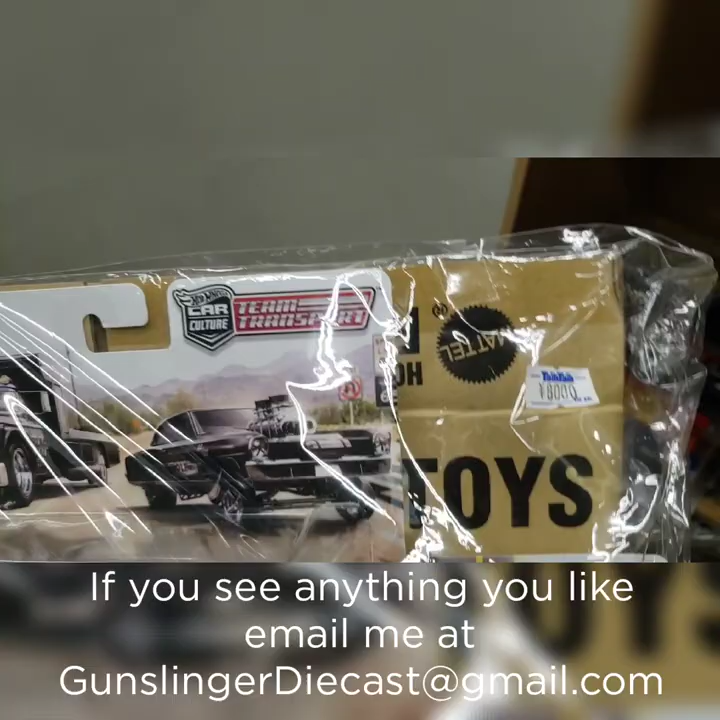 HOT WHEELS
CAR
CULTURE
TEAM
TRANSPORT
MATTEL
TOYS
If you see anything you like
email me at
GunslingerDiecast@gmail.com